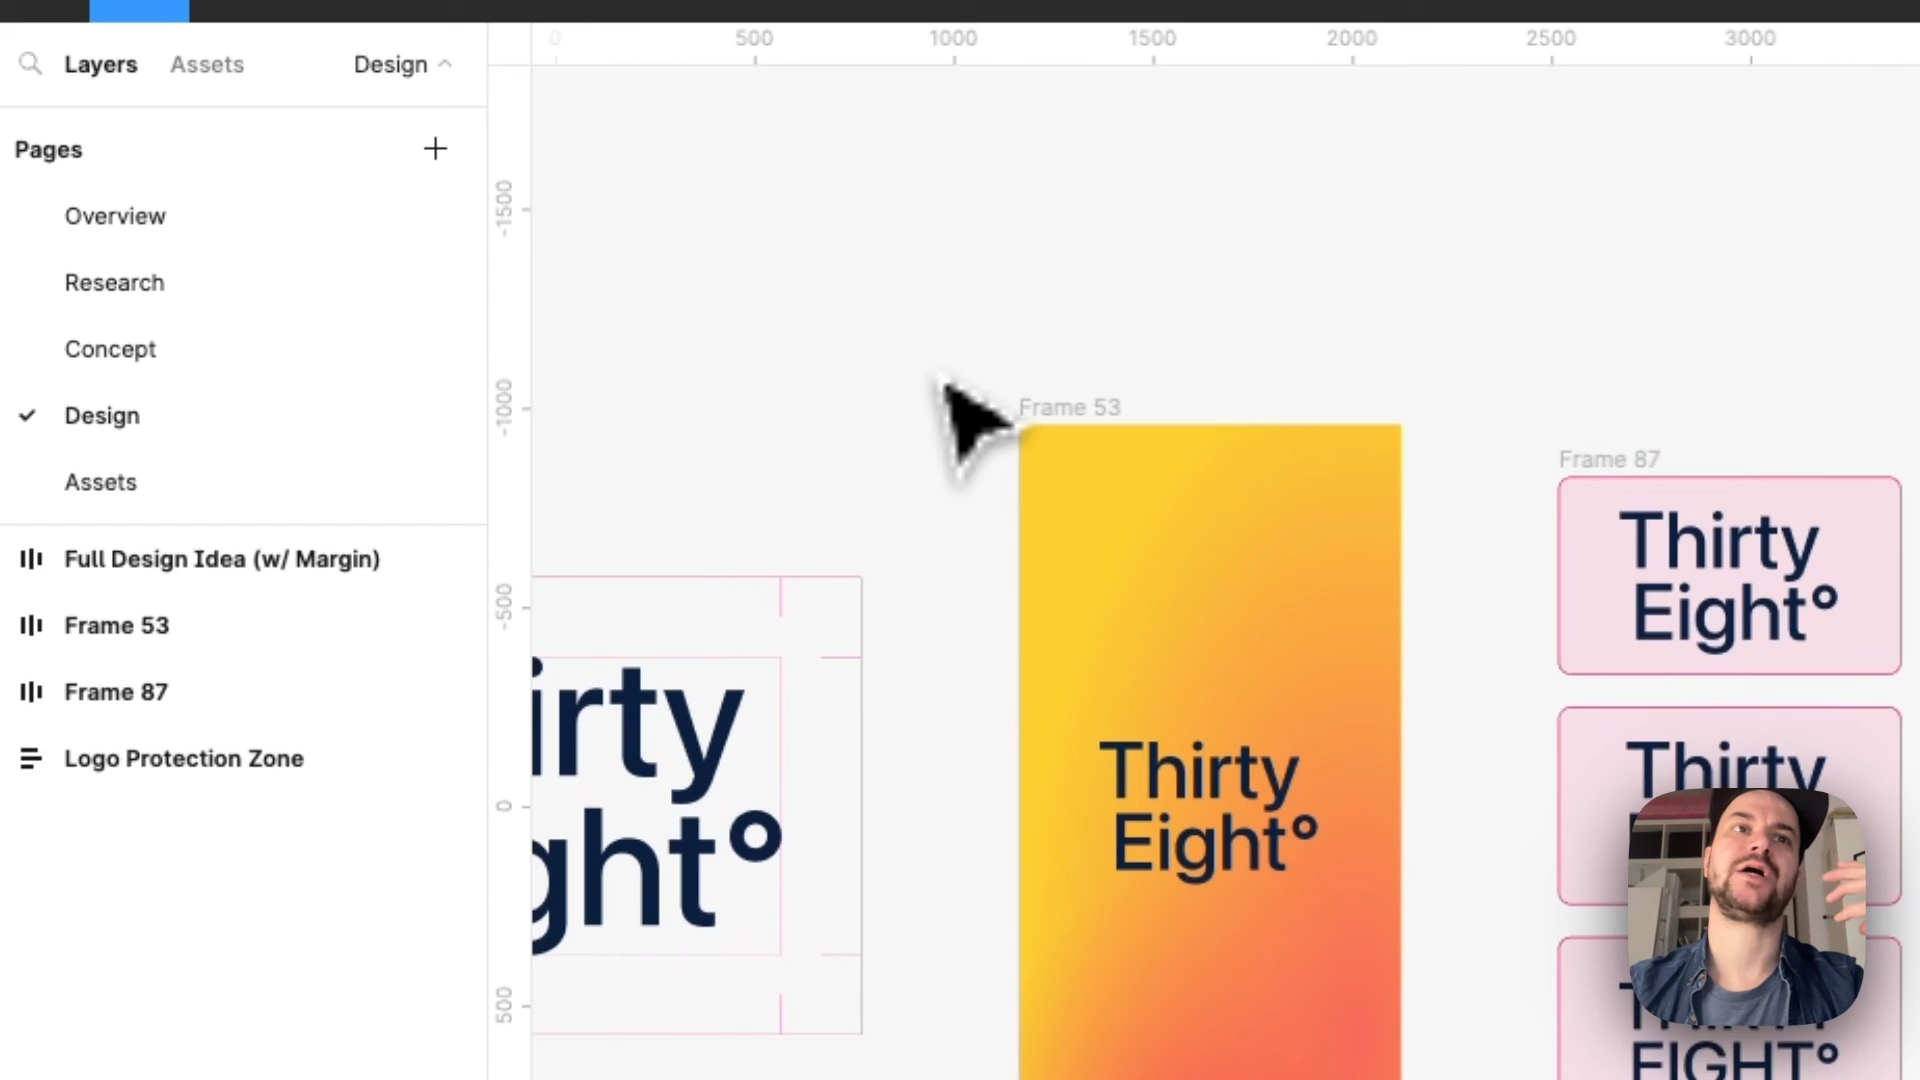 Layers
Assets
Design
Pages
Overview
Research
Concept
Design
Assets
Full Design Idea (w/ Margin)
Frame 53
Frame 87
Logo Protection Zone
0
500
1000
1500
2000
2500
3000
-1500
-1000
-500
0
500
irty
ght°
Frame 53
Thirty
Eight°
Frame 87
Thirty
Eight°
Thirty
EIGHT°